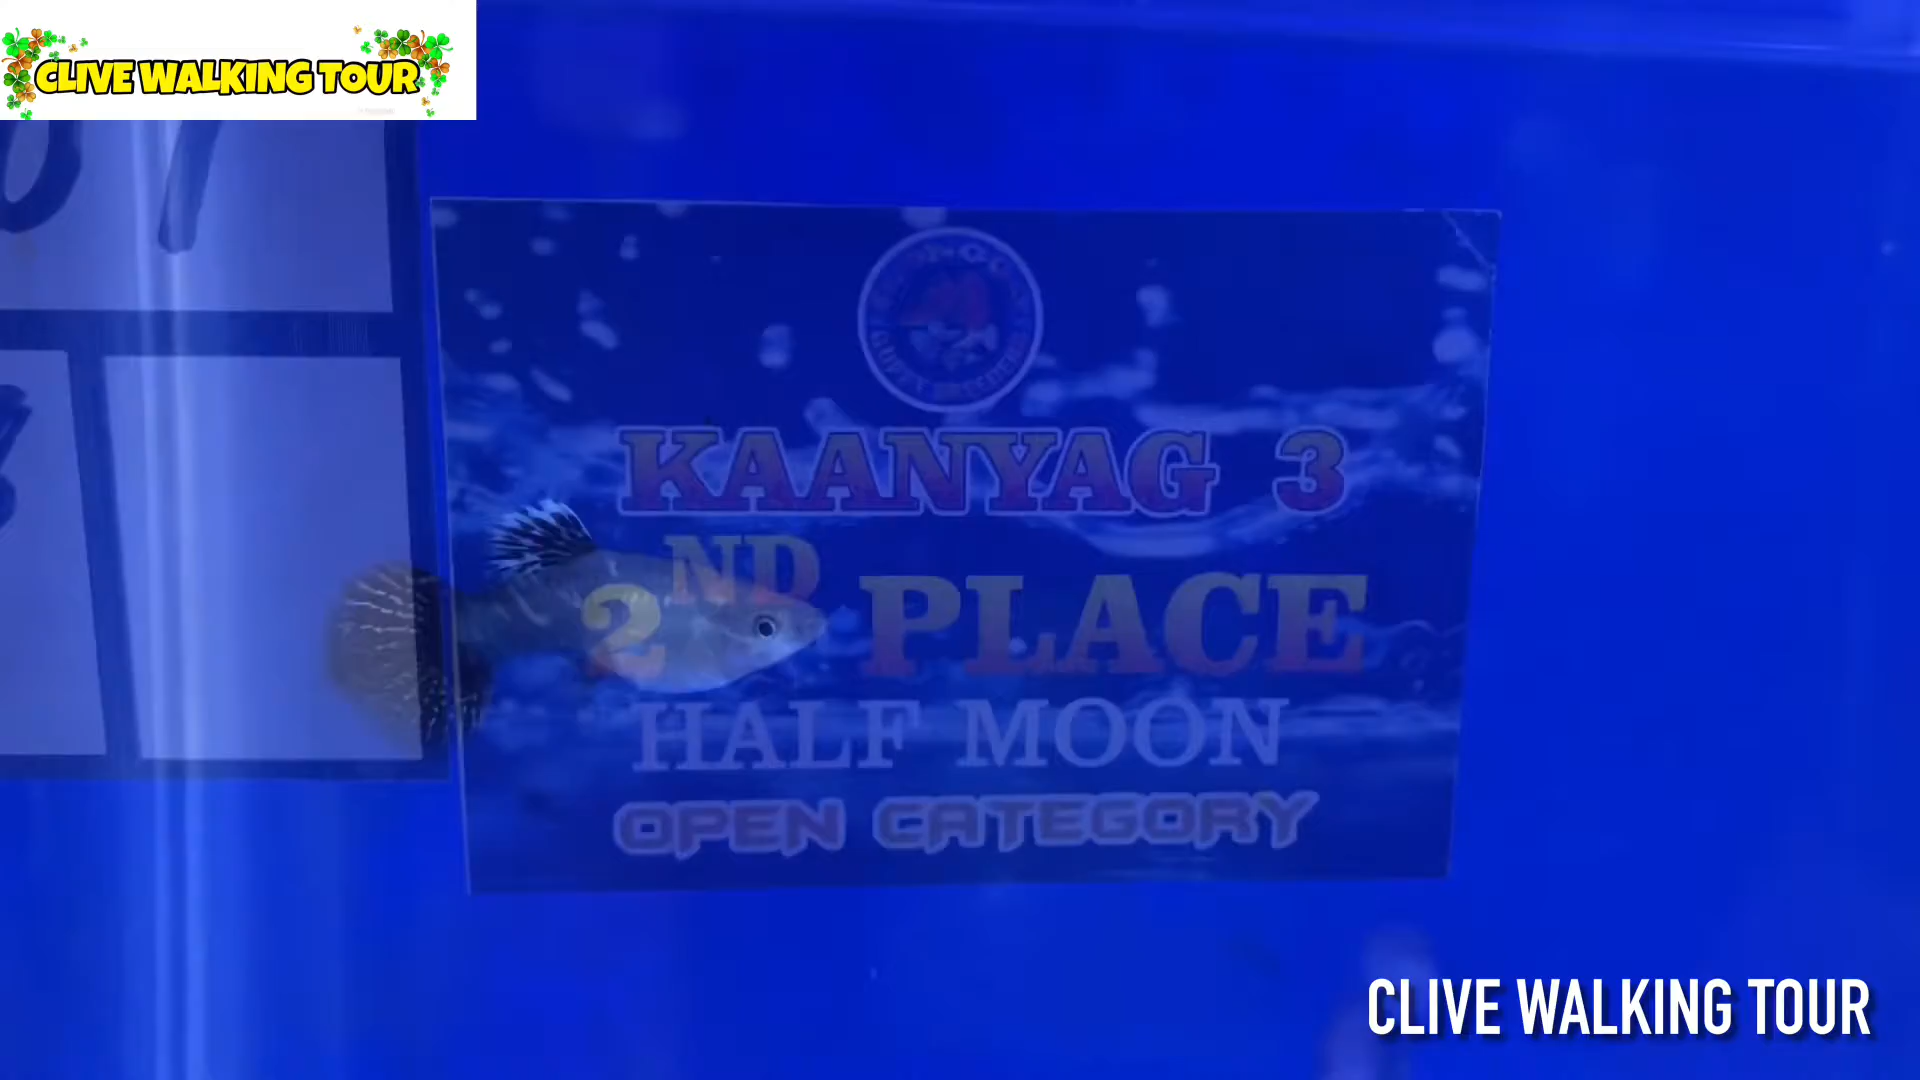 CLIVE WALKING TOUR
KAANYAG 3
2ND PLACE
HALF MOON
OPEN CATEGORY
CLIVE WALKING TOUR